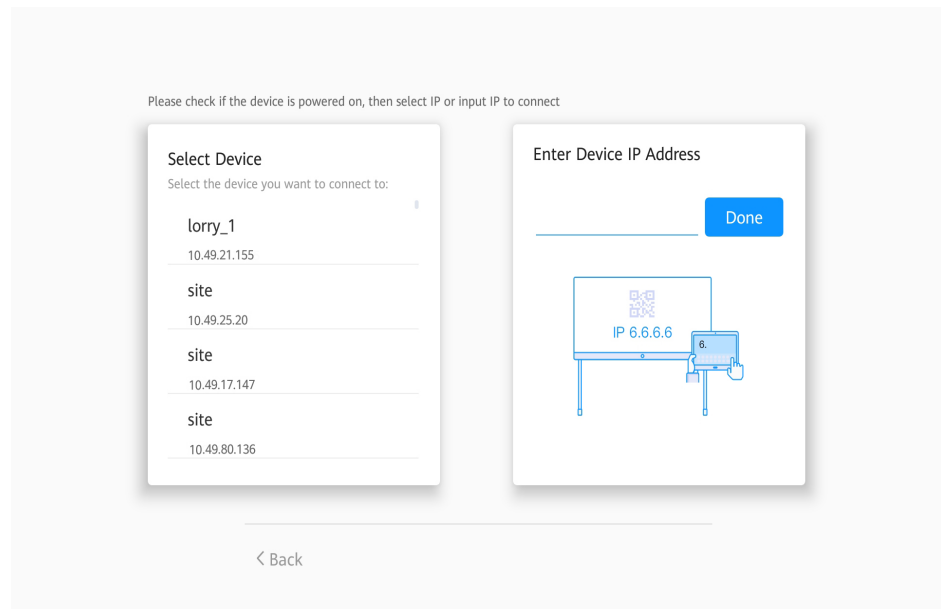 Please check if the device is powered on, then select IP or input IP to connect
Select Device
Select the device you want to connect to:
lorry_1
10.49.21.155
site
10.49.25.20
site
10.49.17.147
site
10.49.80.136
Enter Device IP Address
Done
IP 6.6.6.6
6.
Back